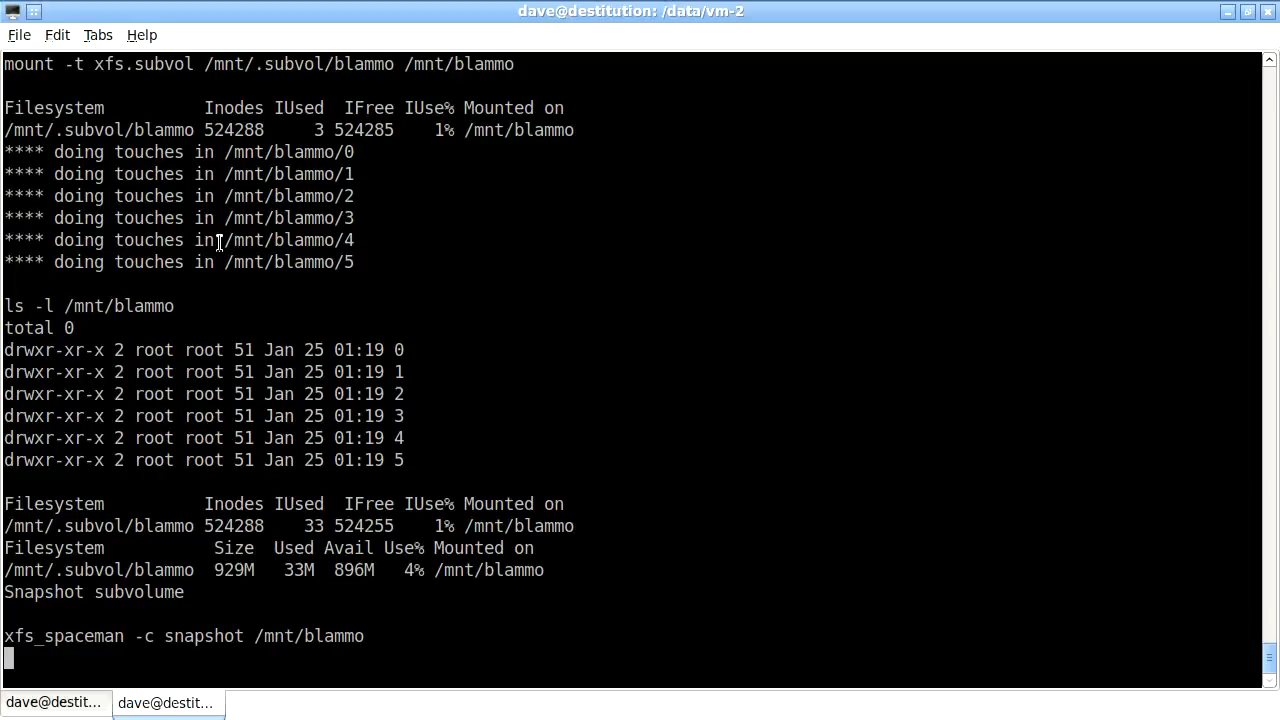 dave@destitution: /data/vm-2
File Edit Tabs Help
mount -t xfs.subvol /mnt/.subvol/blammo /mnt/blammo
Filesystem Inodes IUsed IFree IUse% Mounted on
/mnt/.subvol/blammo 524288 3 524285 1% /mnt/blammo
**** doing touches in /mnt/blammo/0
**** doing touches in /mnt/blammo/1
**** doing touches in /mnt/blammo/2
**** doing touches in /mnt/blammo/3
**** doing touches in /mnt/blammo/4
**** doing touches in /mnt/blammo/5
ls -l /mnt/blammo
total 0
drwxr-xr-x 2 root root 51 Jan 25 01:19 0
drwxr-xr-x 2 root root 51 Jan 25 01:19 1
drwxr-xr-x 2 root root 51 Jan 25 01:19 2
drwxr-xr-x 2 root root 51 Jan 25 01:19 3
drwxr-xr-x 2 root root 51 Jan 25 01:19 4
drwxr-xr-x 2 root root 51 Jan 25 01:19 5
Filesystem Inodes IUsed IFree IUse% Mounted on
/mnt/.subvol/blammo 524288 33 524255 1% /mnt/blammo
Filesystem Size Used Avail Use% Mounted on
/mnt/.subvol/blammo 929M 33M 896M 4% /mnt/blammo
Snapshot subvolume
xfs_spaceman -c snapshot /mnt/blammo
dave@destit... dave@destit...